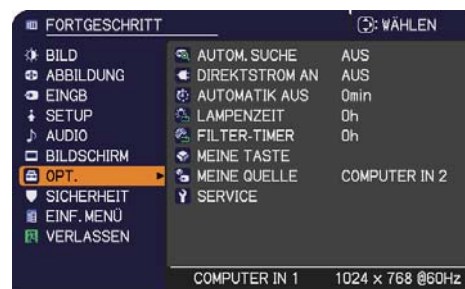 FORTGESCHRITT
: WÄHLEN
BILD
ABBILDUNG
EINGB
SETUP
AUDIO
BILDSCHIRM
OPT.
SICHERHEIT
EINF. MENÜ
VERLASSEN
AUTOM. SUCHE AUS
DIREKTSTROM AN AUS
AUTOMATIK AUS 0min
LAMPENZEIT 0h
FILTER-TIMER 0h
MEINE TASTE
MEINE QUELLE COMPUTER IN 2
SERVICE
COMPUTER IN 1 1024 x 768 @60Hz